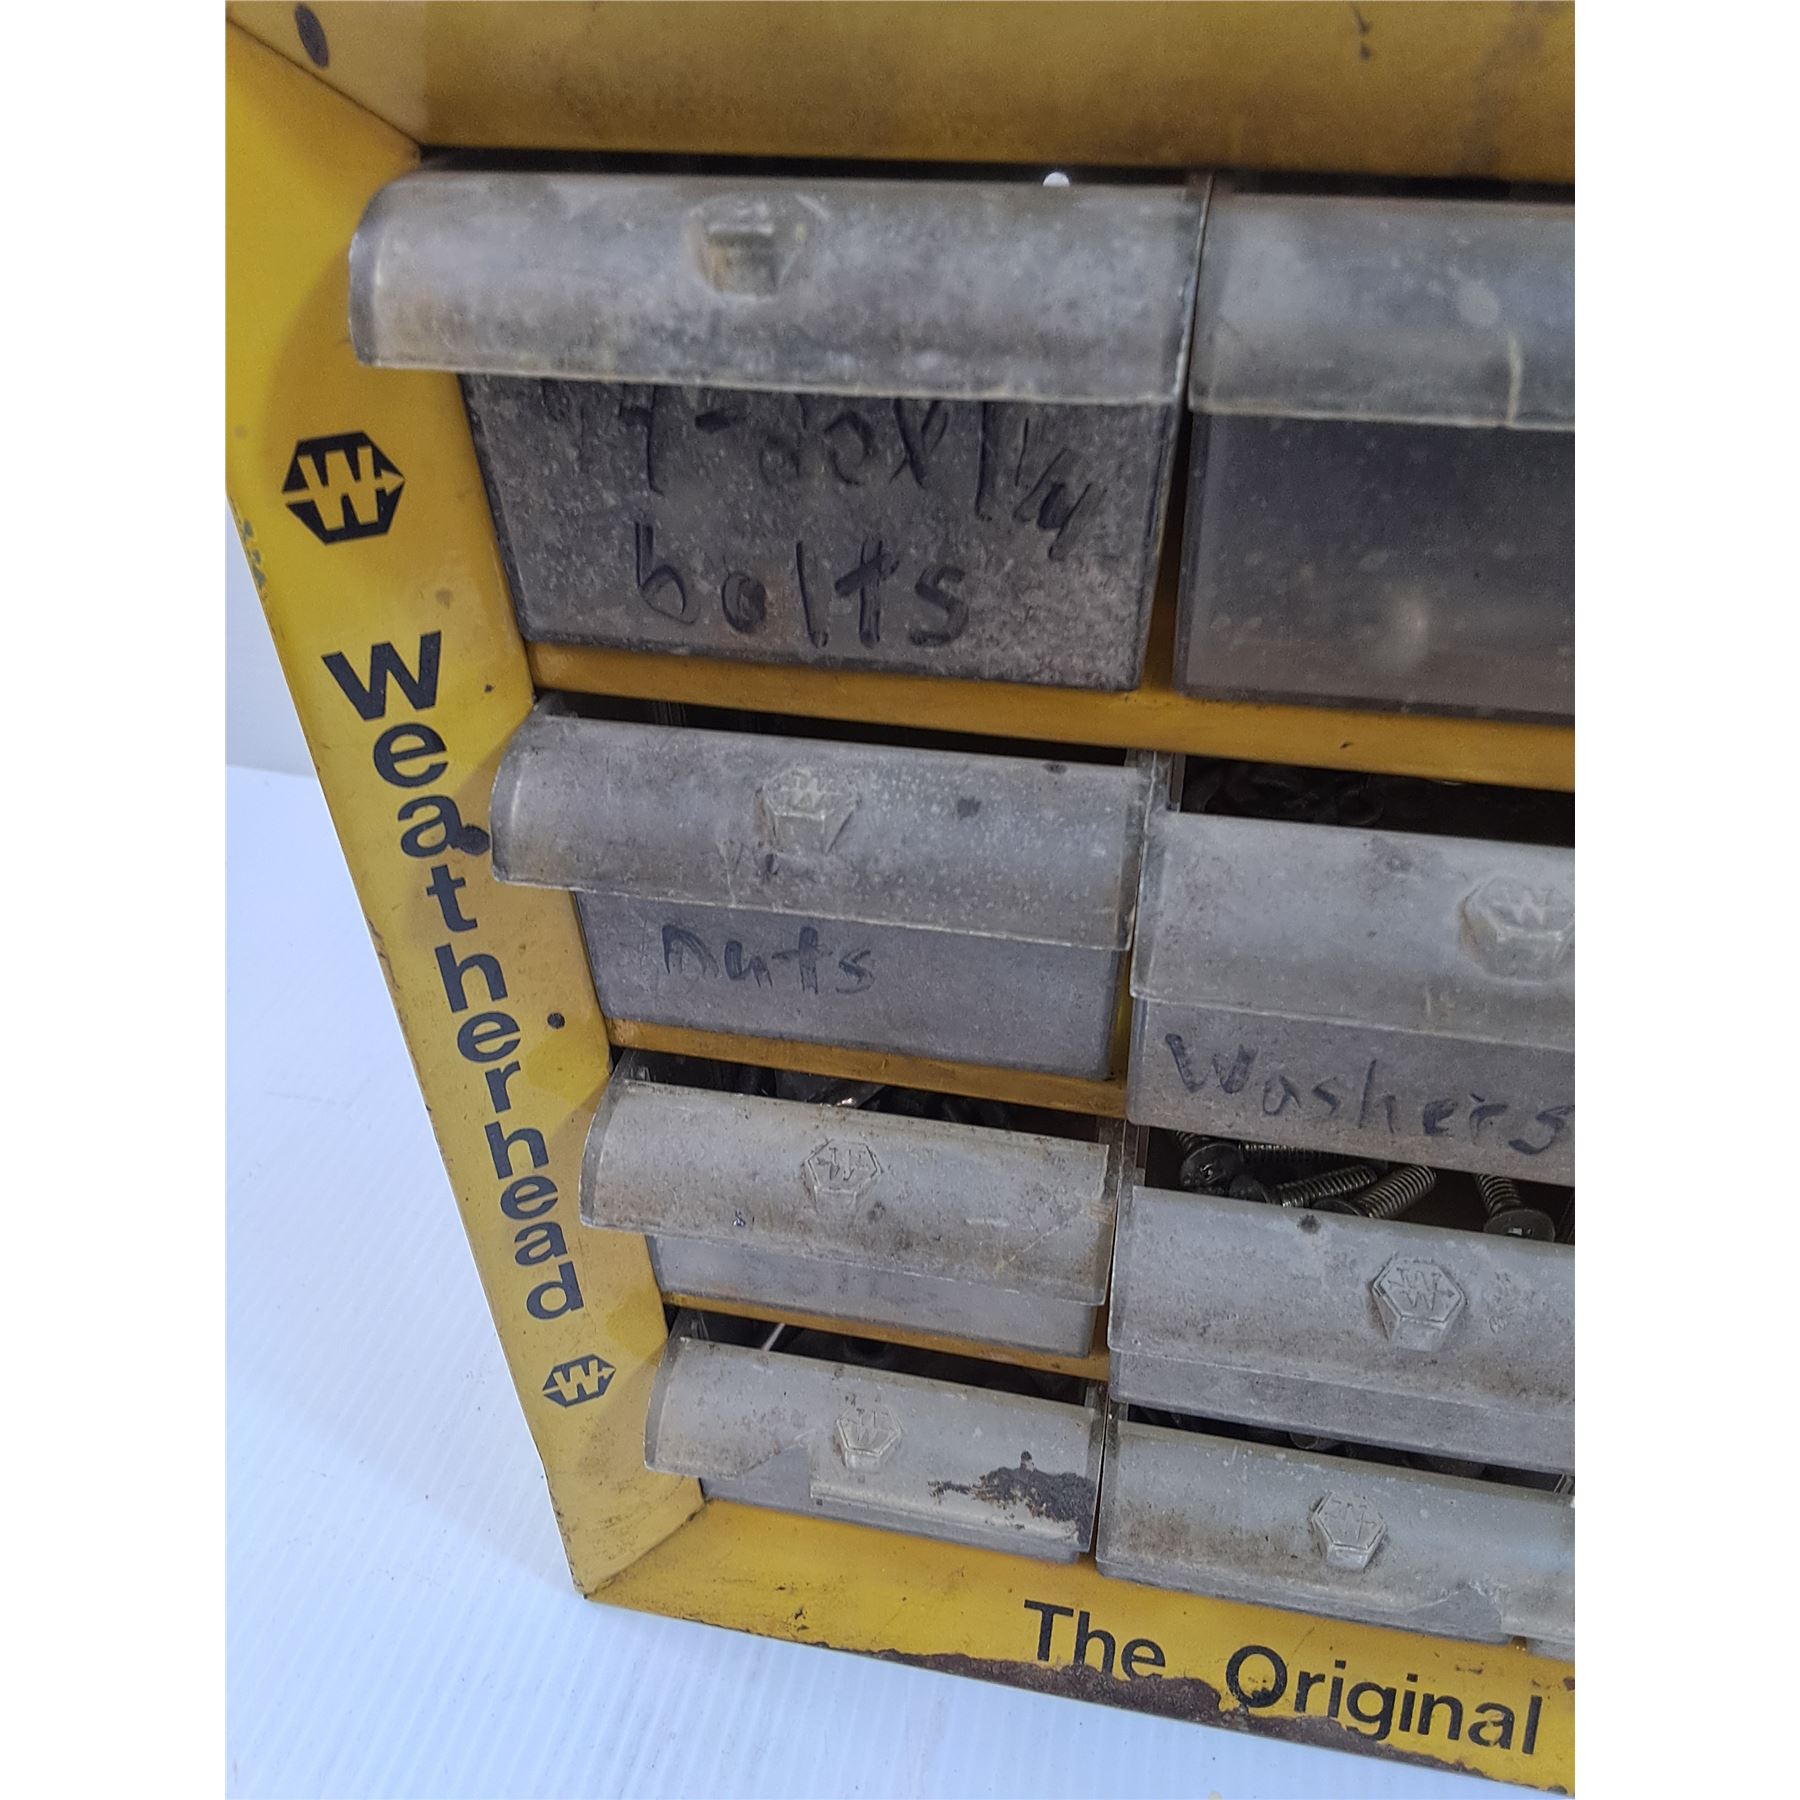 bolts
W
Weatherhead
nuts
Washers
W
The Original